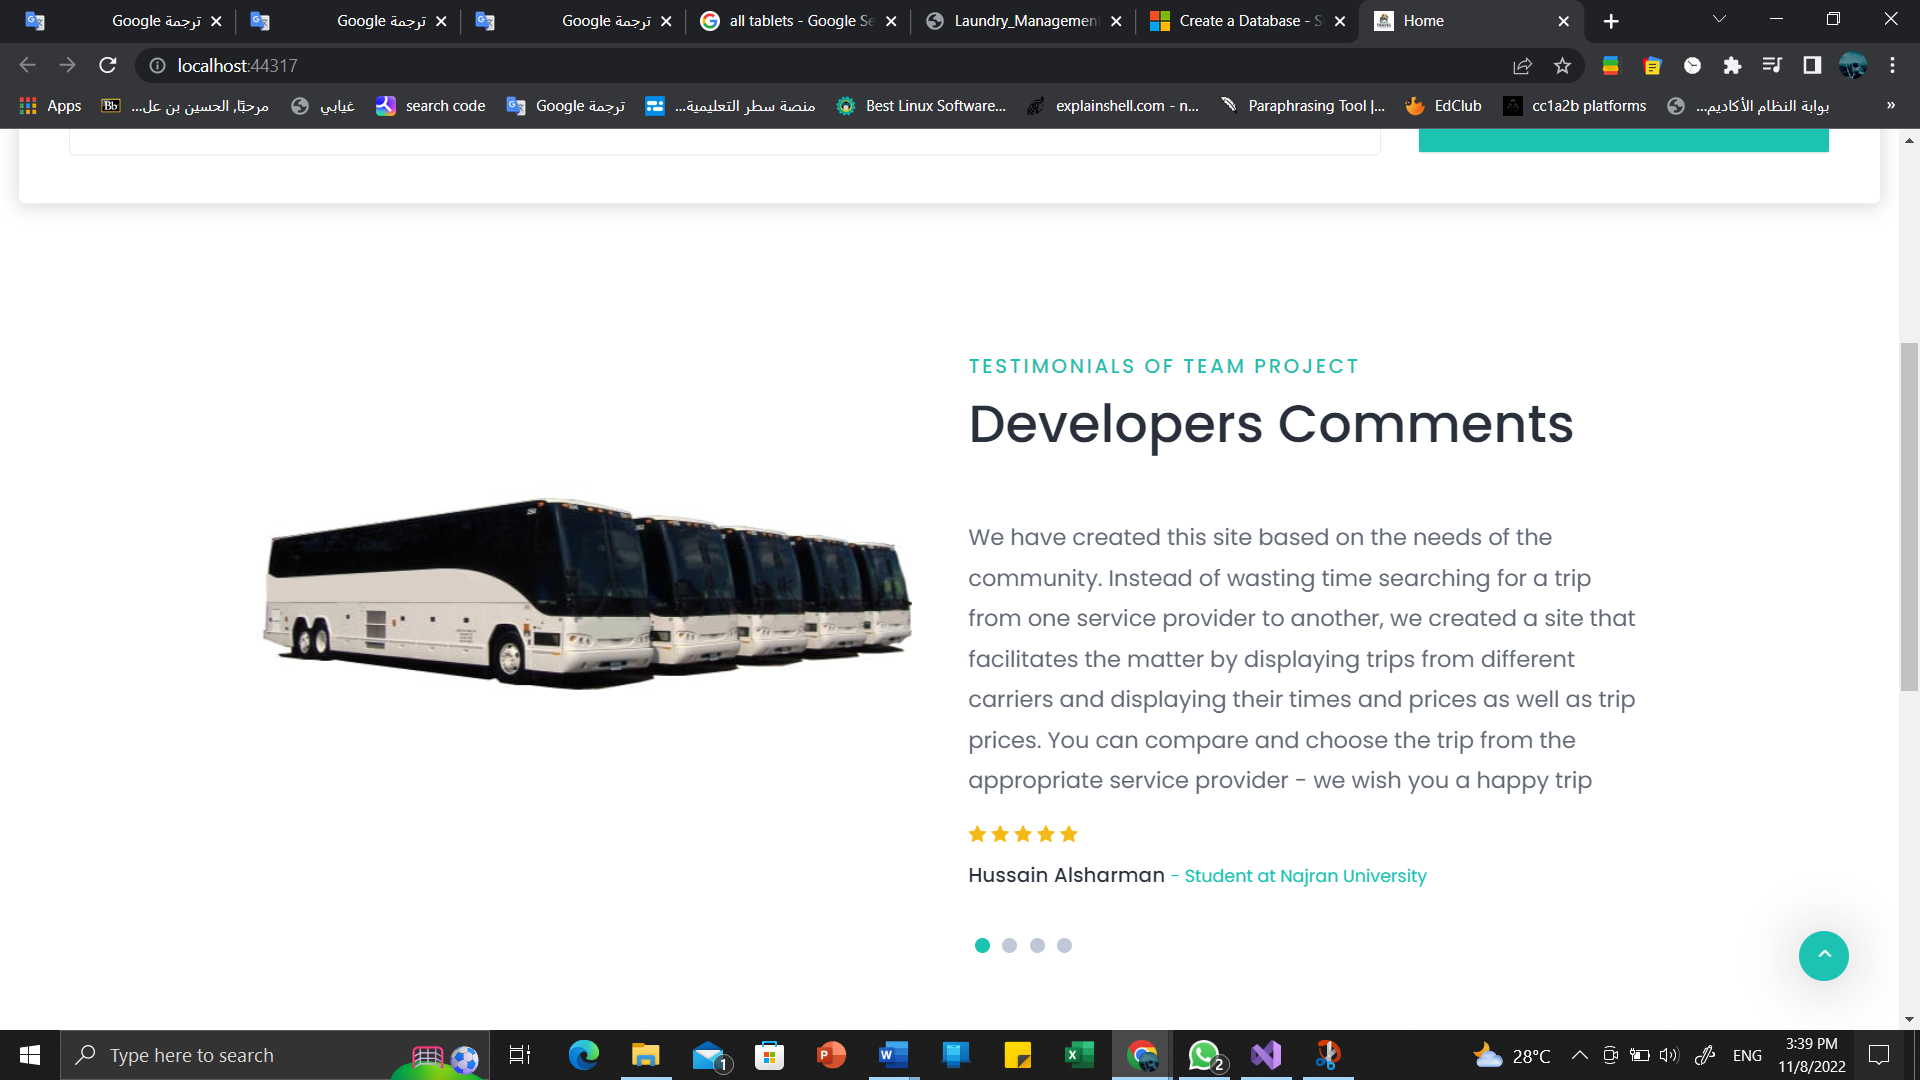 ترجمة Google
ترجمة Google
ترجمة Google
all tablets - Google Se
Laundry_Management
Create a Database - S
Home
localhost:44317
Apps
Bb
مرحبًا, الحسين بن عل...
غيابي
search code
ترجمة Google
منصة سطر التعليمية...
Best Linux Software...
explainshell.com - n...
Paraphrasing Tool |...
EdClub
cc1a2b platforms
بوابة النظام الأكاديم...
»
TESTIMONIALS OF TEAM PROJECT
Developers Comments
We have created this site based on the needs of the
community. Instead of wasting time searching for a trip
from one service provider to another, we created a site that
facilitates the matter by displaying trips from different
carriers and displaying their times and prices as well as trip
prices. You can compare and choose the trip from the
appropriate service provider - we wish you a happy trip
Hussain Alsharman - Student at Najran University
Type here to search
1
2
28°C
ENG
3:39 PM
11/8/2022